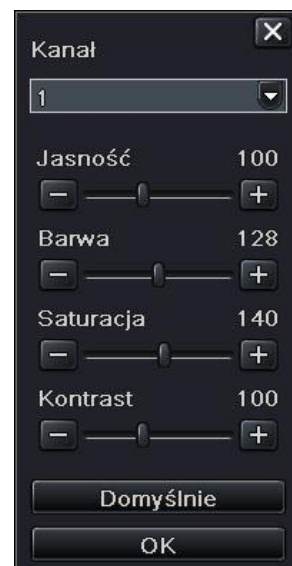 Kanał
1
Jasność 100
Barwa 128
Saturacja 140
Kontrast 100
Domyślnie
OK